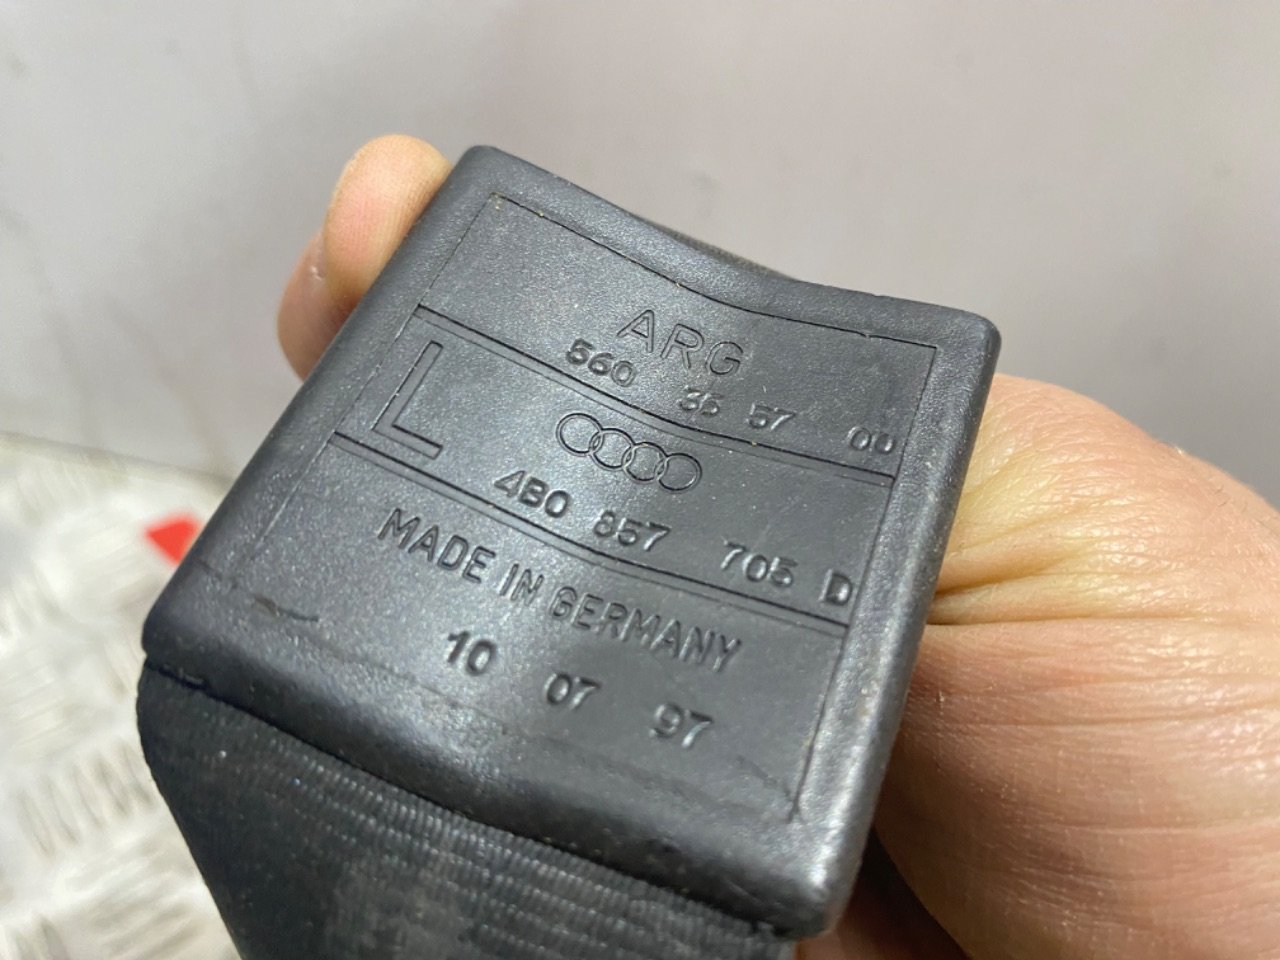 ARG
560 35 57 00
L
4B0 857 705 D
MADE IN GERMANY
10 07 97